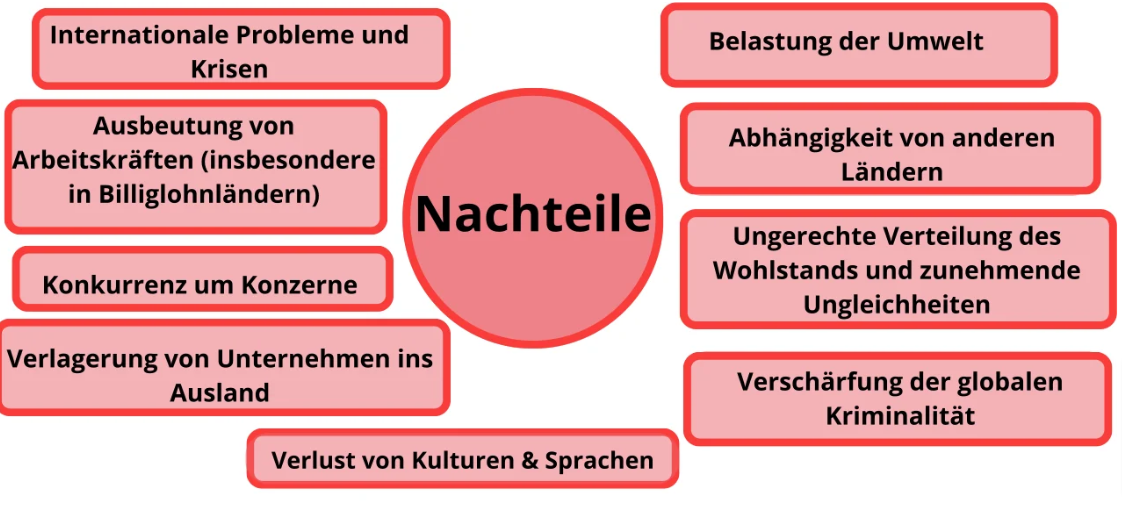 Internationale Probleme und
Krisen
Ausbeutung von
Arbeitskräften (insbesondere
in Billiglohnländern)
Konkurrenz um Konzerne
Verlagerung von Unternehmen ins
Ausland
Verlust von Kulturen & Sprachen
Nachteile
Belastung der Umwelt
Abhängigkeit von anderen
Ländern
Ungerechte Verteilung des
Wohlstands und zunehmende
Ungleichheiten
Verschärfung der globalen
Kriminalität